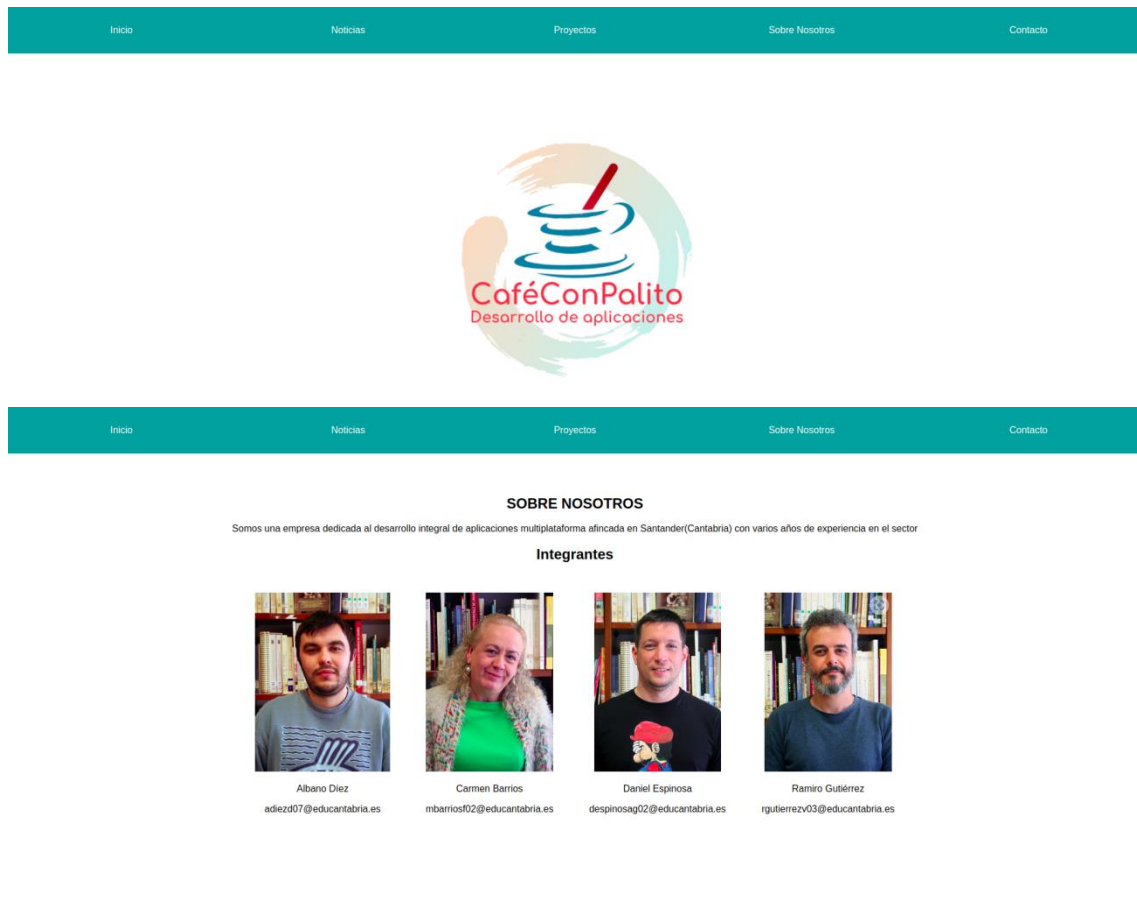 Inicio Noticias Proyectos Sobre Nosotros Contacto
CaféConPalito
Desarrollo de aplicaciones
Inicio Noticias Proyectos Sobre Nosotros Contacto
SOBRE NOSOTROS
Somos una empresa dedicada al desarrollo integral de aplicaciones multiplataforma afincada en Santander(Cantabria) con varios años de experiencia en el sector
Integrantes
Albano Díez Carmen Barrios Daniel Espinosa Ramiro Gutiérrez
adiezd07@educantabria.es mbarriosf02@educantabria.es despinosag02@educantabria.es rgutierrezv03@educantabria.es